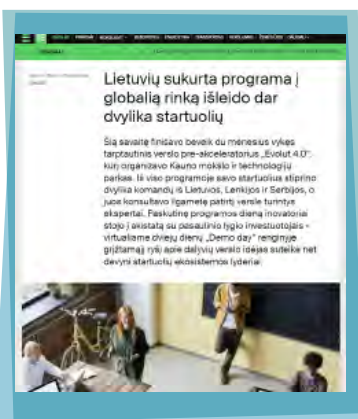 Lietuvių sukurta programa į
globalią rinką išleido dar
dvylika startuolių
Šią savaitę finišavo beveik du mėnesius vykęs
tarptautinis verslo pre-akceleratorius „Evolut 4.0“,
kurį organizavo Kauno mokslo ir technologijų
parkas. Iš viso programoje savo startuolius stiprino
dvylika komandų iš Lietuvos, Lenkijos ir Serbijos, o
juos konsultavo ilgametę patirtį versle turintys
ekspertai. Paskutinę programos dieną inovatoriai
stojo į akistatą su pasaulinio lygio investuotojais –
virtualiame dviejų dienų „Demo day“ renginyje
grįžtamąjį ryšį apie dalyvių verslo idėjas suteikė net
devyni startuolių ekosistemos lyderiai.